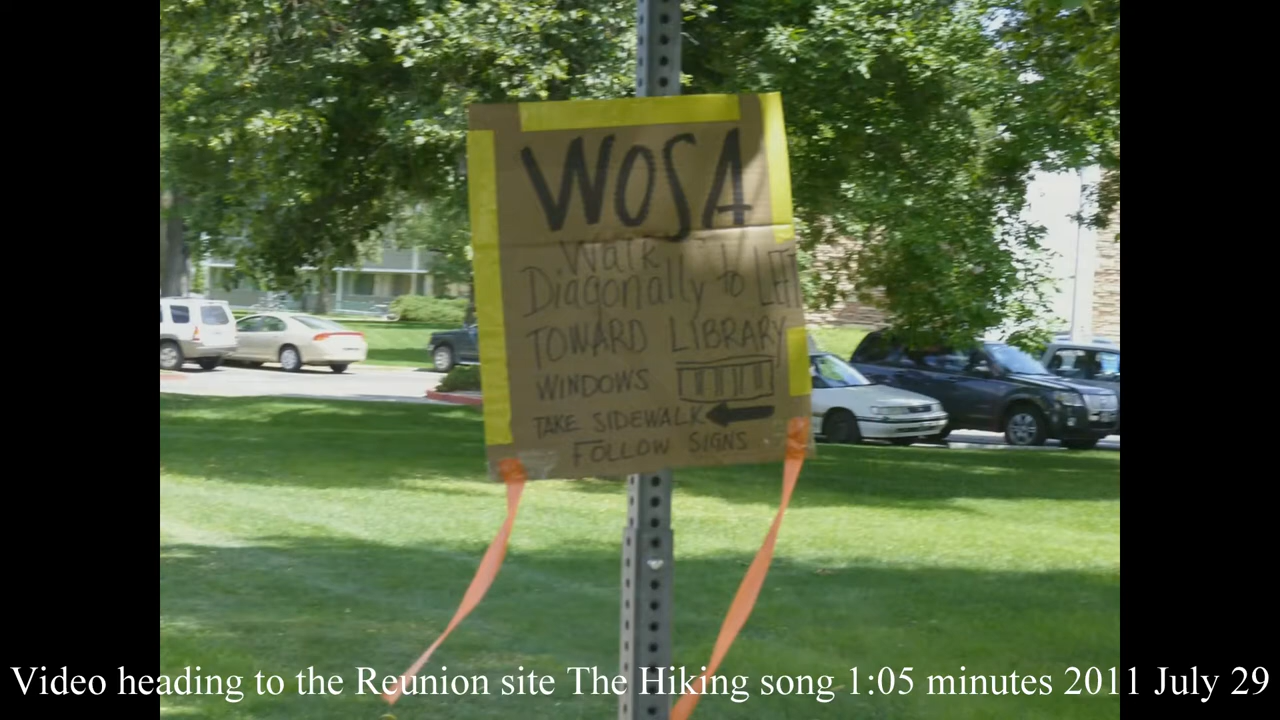 WOSA
Walk
Diagonally to LEFT
TOWARD LIBRARY
WINDOWS
TAKE SIDEWALK
FOLLOW SIGNS
Video heading to the Reunion site The Hiking song 1:05 minutes 2011 July 29